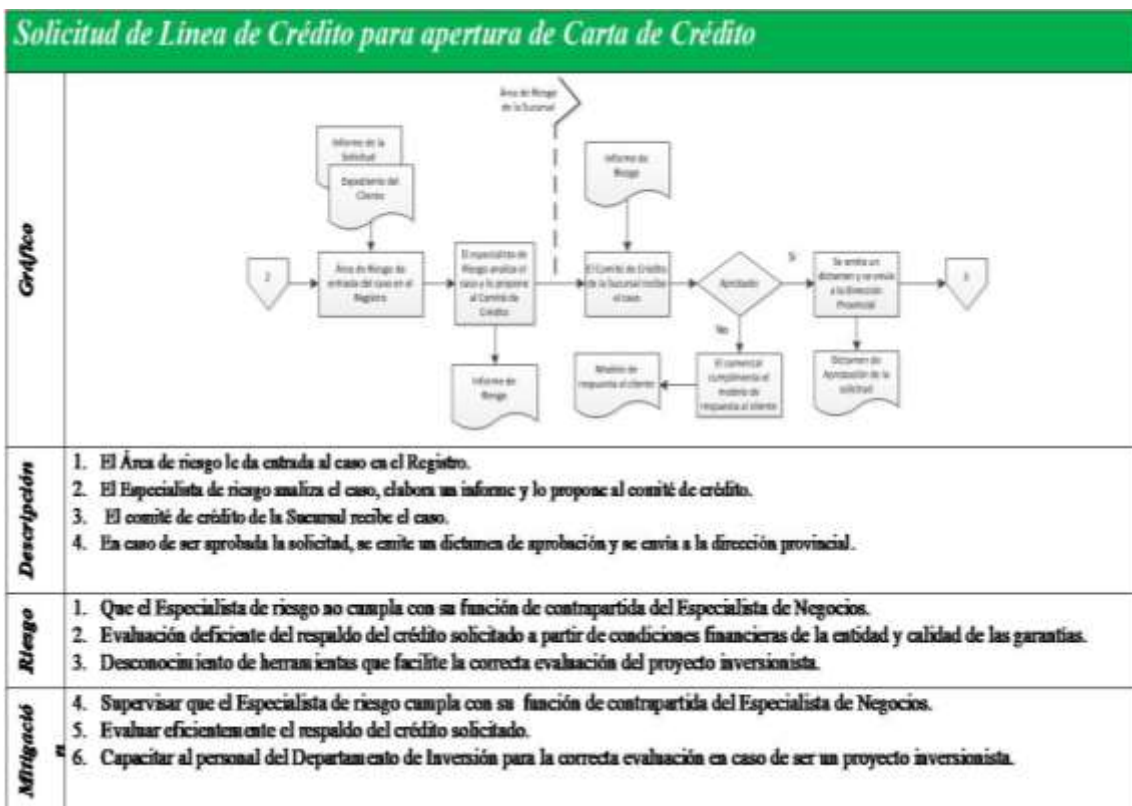 Solicitud de Línea de Crédito para apertura de Carta de Crédito
Gráfico
Área de Riesgo
de la Sucursal
Informe de la
Solicitud
Expediente del
Cliente
Informe de
Riesgo
2
Área de Riesgo da
entrada del caso en el
Registro
El especialista de
Riesgo analiza el
caso y lo propone
al Comité de
Crédito
El Comité de Crédito
de la Sucursal recibe
el caso
Aprobado
Si
Se emite un
dictamen y se envía
a la Dirección
Provincial
3
No
Informe de
Riesgo
Modelo de
respuesta al cliente
El comercial
cumplimenta el
modelo de
respuesta al cliente
Dictamen de
Aprobación de la
solicitud
Descripción
1. El Área de riesgo le da entrada al caso en el Registro.
2. El Especialista de riesgo analiza el caso, elabora un informe y lo propone al comité de crédito.
3. El comité de crédito de la Sucursal recibe el caso.
4. En caso de ser aprobada la solicitud, se emite un dictamen de aprobación y se envía a la dirección provincial.
Riesgo
1. Que el Especialista de riesgo no cumpla con su función de contrapartida del Especialista de Negocios.
2. Evaluación deficiente del respaldo del crédito solicitado a partir de condiciones financieras de la entidad y calidad de las garantías.
3. Desconocimiento de herramientas que facilite la correcta evaluación del proyecto inversionista.
Mitigació
n
4. Supervisar que el Especialista de riesgo cumpla con su función de contrapartida del Especialista de Negocios.
5. Evaluar eficientemente el respaldo del crédito solicitado.
6. Capacitar al personal del Departamento de Inversión para la correcta evaluación en caso de ser un proyecto inversionista.